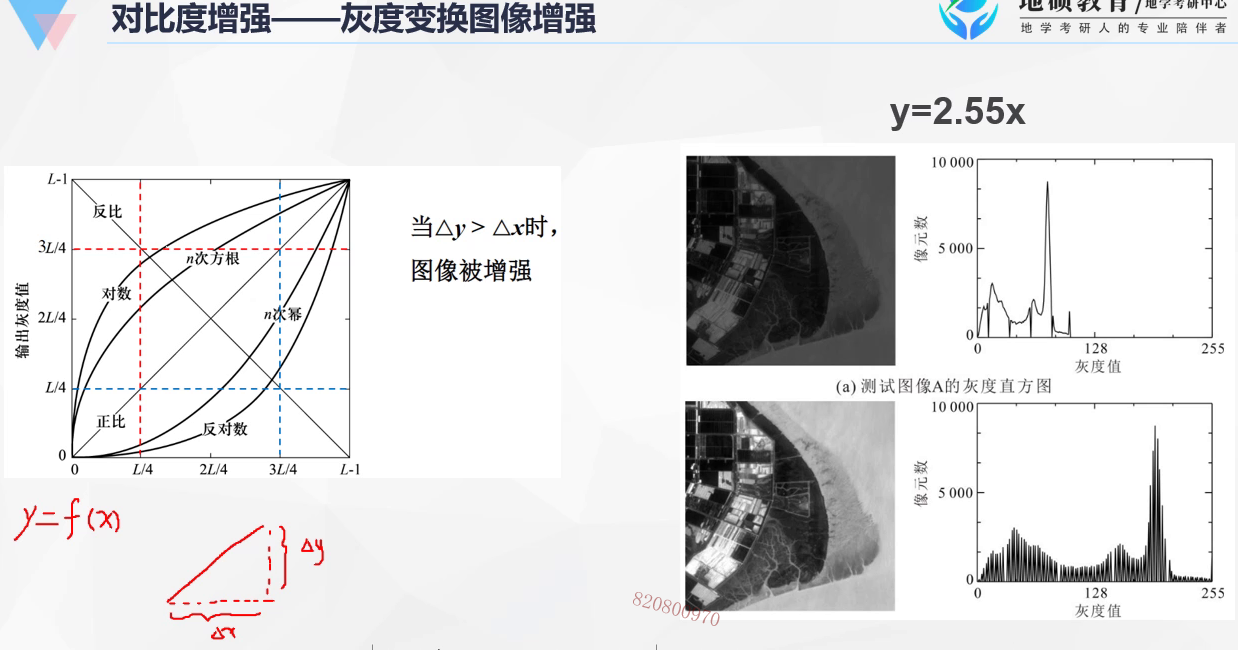 对比度增强——灰度变换图像增强
地硕教育/地学考研中心
地学考研人的专业陪伴者
y=2.55x
当△y > △x时，
图像被增强
输出灰度值
L-1
3L/4
2L/4
L/4
0
反比
n次方根
对数
n次幂
正比
反对数
0 L/4 2L/4 3L/4 L-1
y=f(x)
Δy
Δx
10 000
5 000
0
像元数
0 128 255
灰度值
(a) 测试图像A的灰度直方图
10 000
5 000
0
像元数
0 128 255
灰度值
820800970